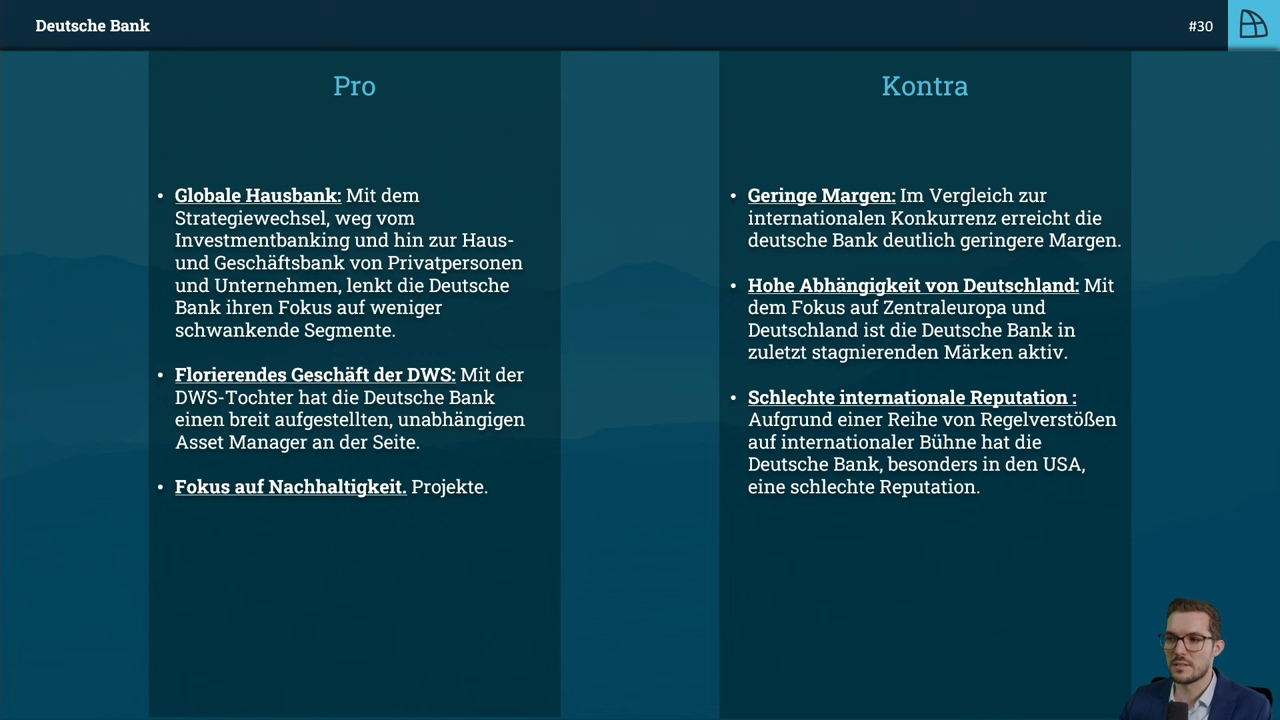 Deutsche Bank
#30
Pro
• Globale Hausbank: Mit dem
Strategiewechsel, weg vom
Investmentbanking und hin zur Haus-
und Geschäftsbank von Privatpersonen
und Unternehmen, lenkt die Deutsche
Bank ihren Fokus auf weniger
schwankende Segmente.
• Florierendes Geschäft der DWS: Mit der
DWS-Tochter hat die Deutsche Bank
einen breit aufgestellten, unabhängigen
Asset Manager an der Seite.
• Fokus auf Nachhaltigkeit. Projekte.
Kontra
• Geringe Margen: Im Vergleich zur
internationalen Konkurrenz erreicht die
deutsche Bank deutlich geringere Margen.
• Hohe Abhängigkeit von Deutschland: Mit
dem Fokus auf Zentraleuropa und
Deutschland ist die Deutsche Bank in
zuletzt stagnierenden Märken aktiv.
• Schlechte internationale Reputation :
Aufgrund einer Reihe von Regelverstößen
auf internationaler Bühne hat die
Deutsche Bank, besonders in den USA,
eine schlechte Reputation.